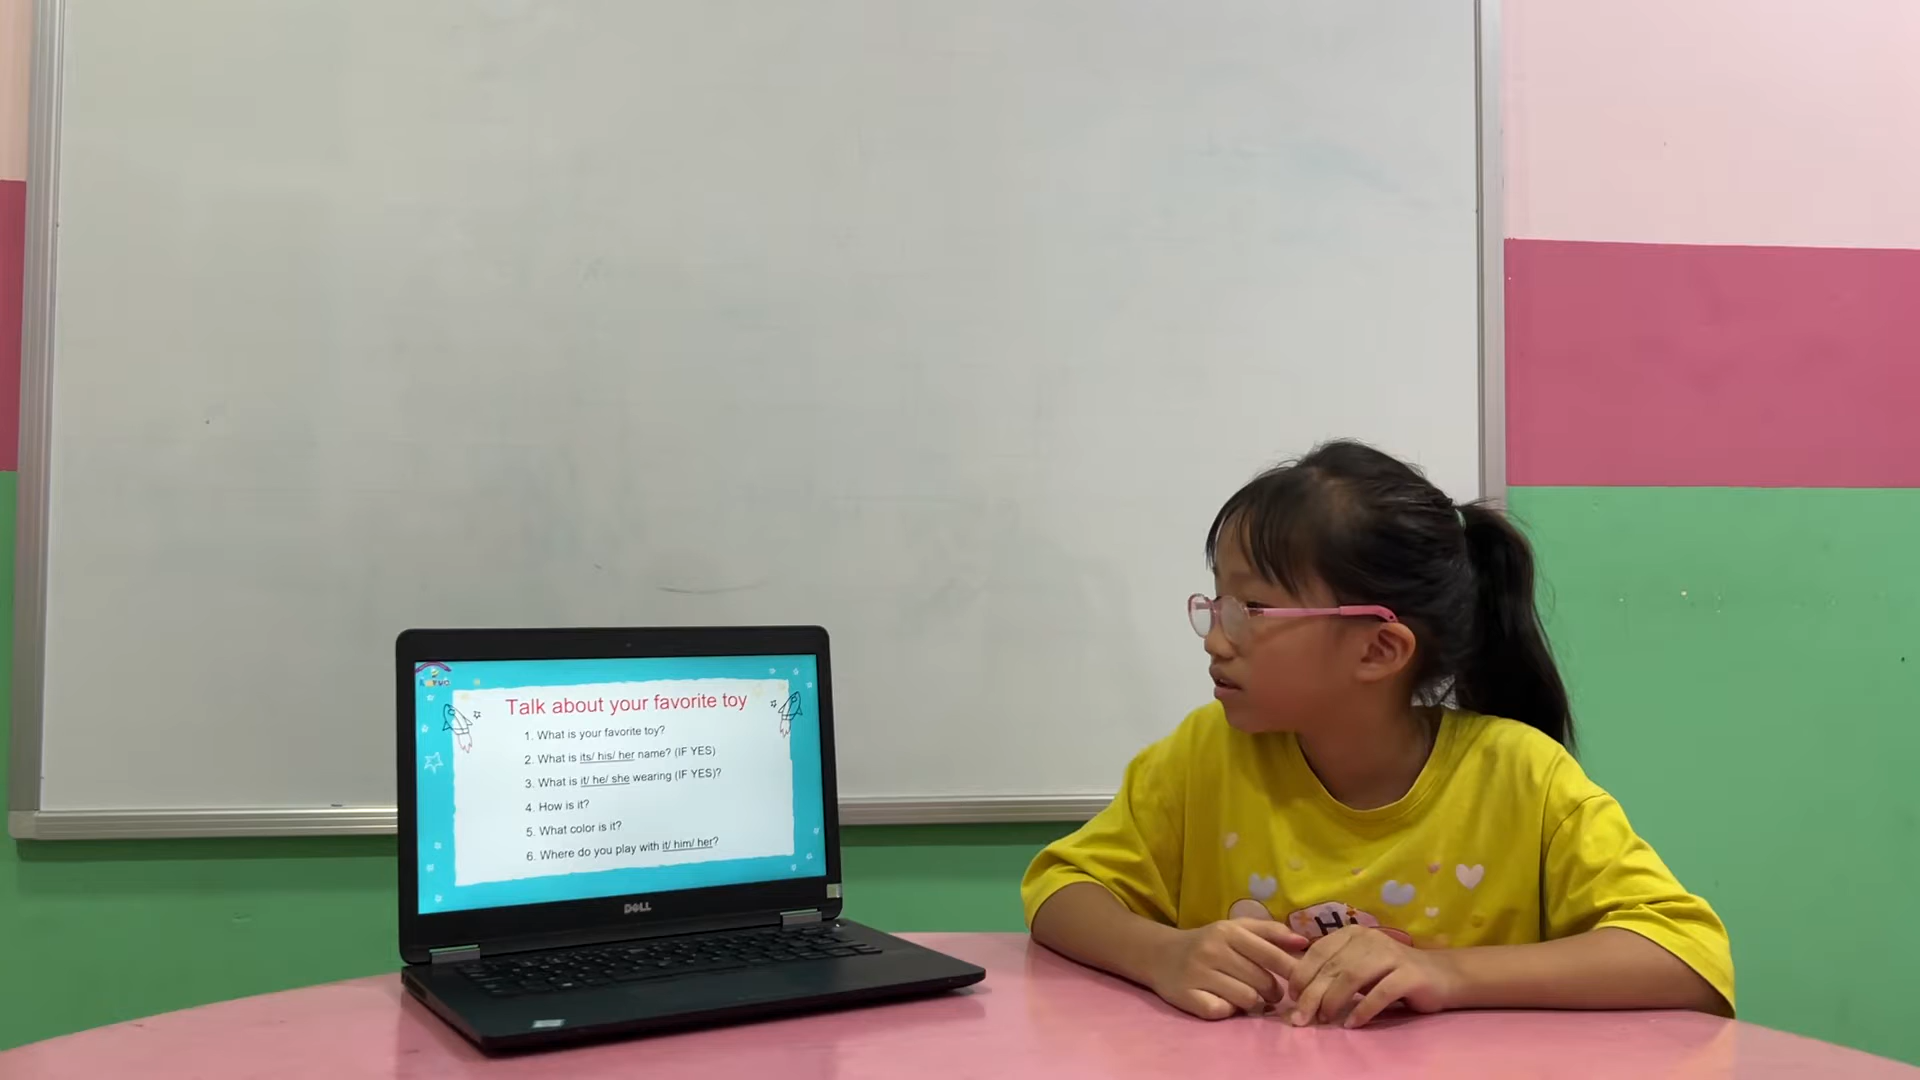 Talk about your favorite toy
1. What is your favorite toy?
2. What is its/ his/ her name? (IF YES)
3. What is it/ he/ she wearing (IF YES)?
4. How is it?
5. What color is it?
6. Where do you play with it/ him/ her?
DELL
Hi